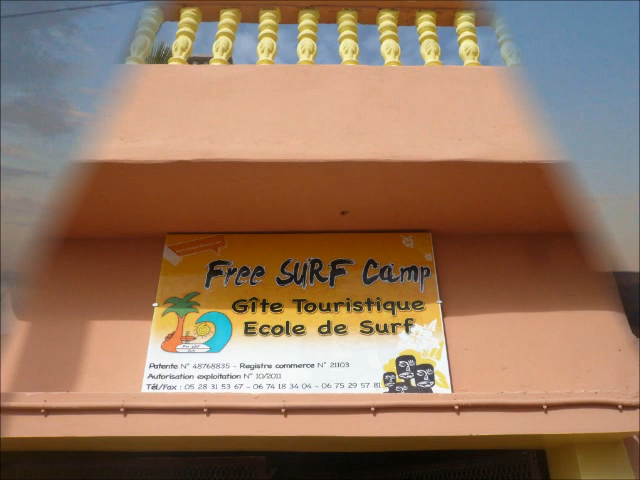 Free SURF Camp
Gîte Touristique
Ecole de Surf
Patente N° 48768835 - Registre commerce N° 21103
Autorisation exploitation N° 10/2011
Tél/Fax : 05 28 31 53 67 - 06 74 18 34 04 - 06 75 29 57 81